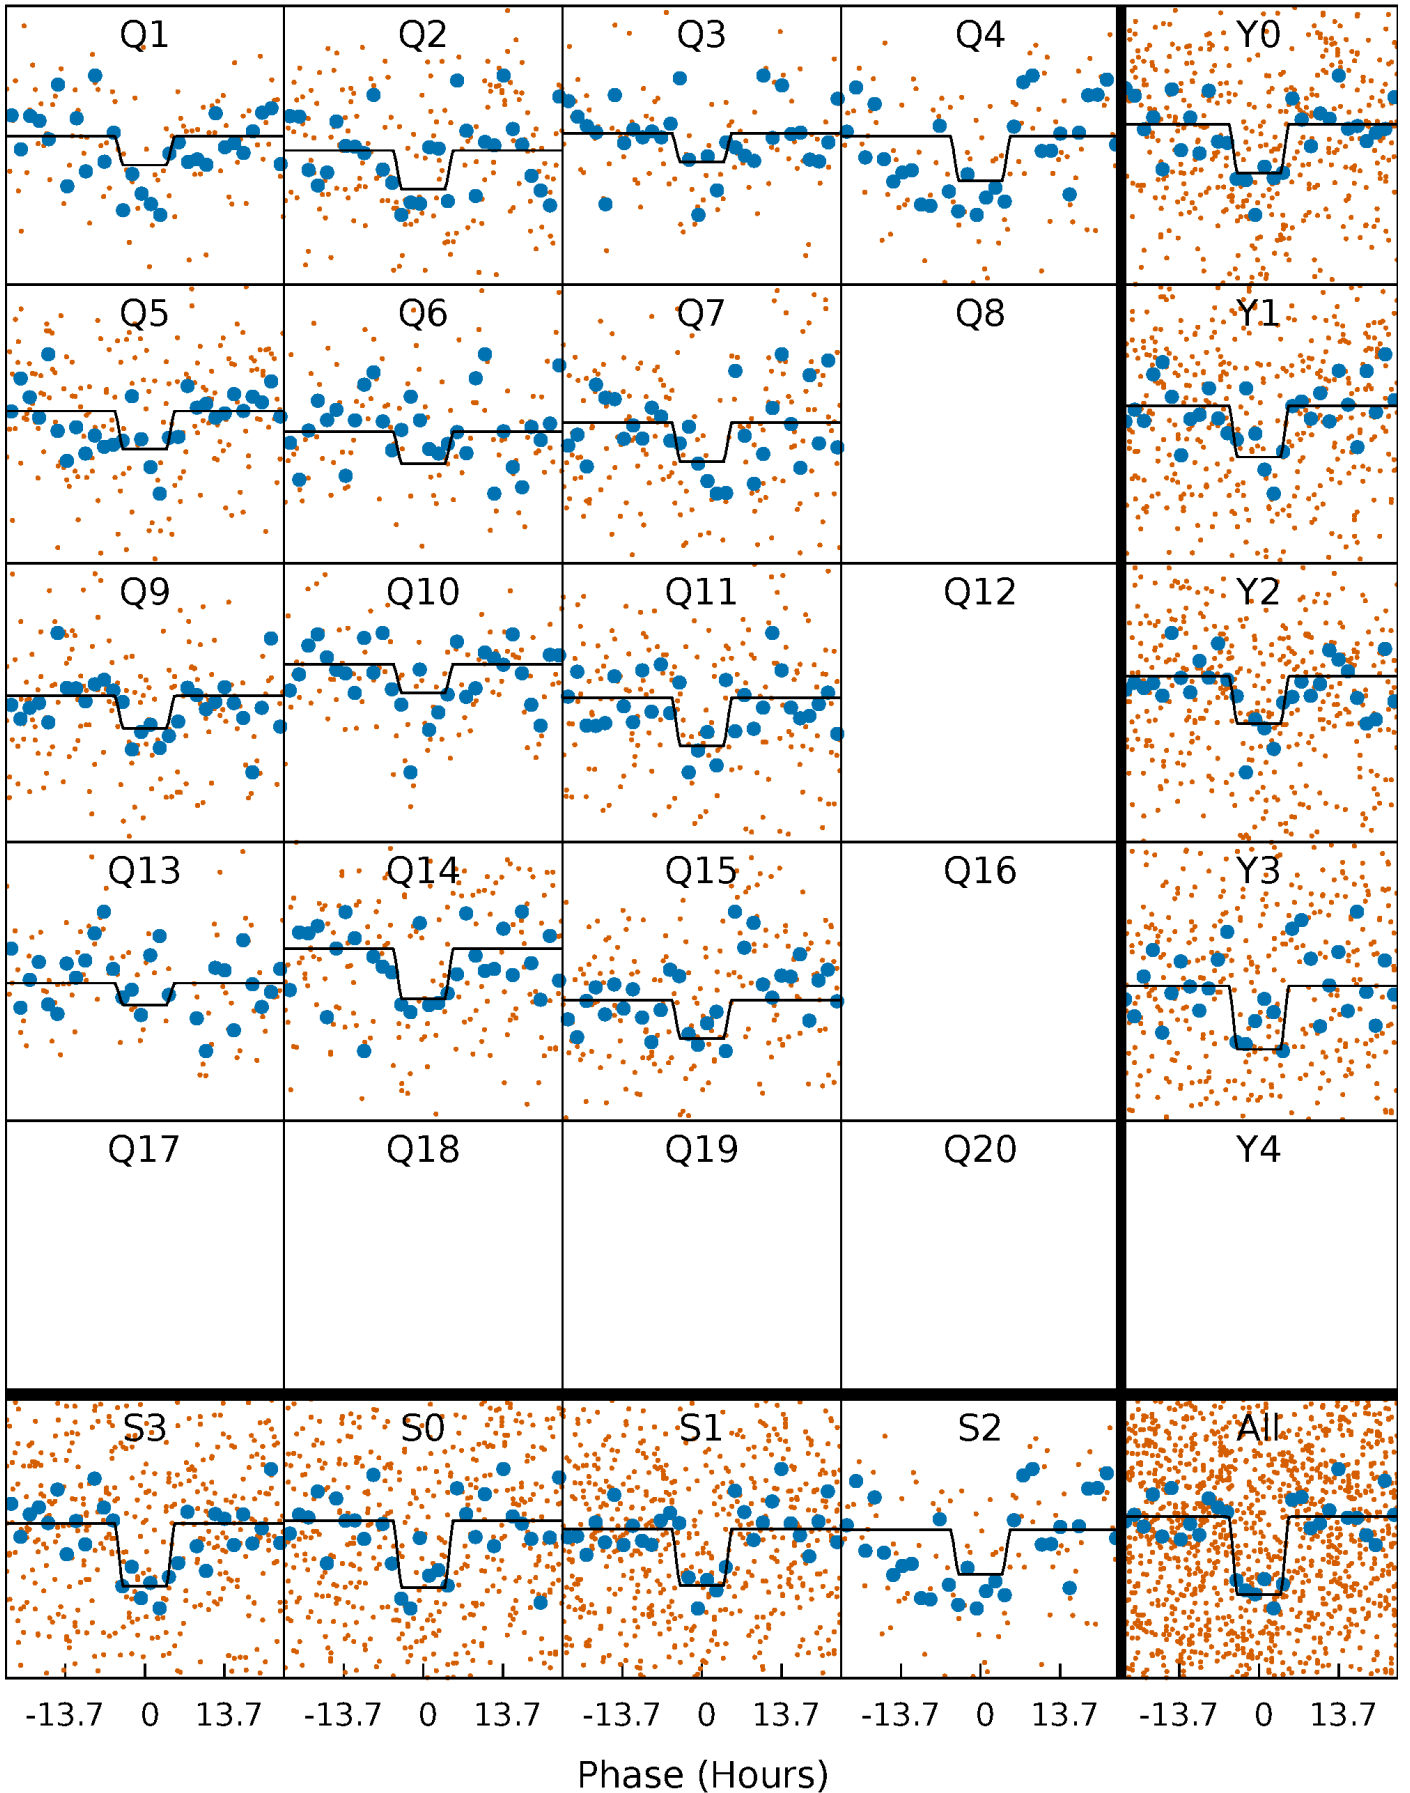 Q1 Q2 Q3 Q4 Y0
Q5 Q6 Q7 Q8 Y1
Q9 Q10 Q11 Q12 Y2
Q13 Q14 Q15 Q16 Y3
Q17 Q18 Q19 Q20 Y4
S3 S0 S1 S2 All
-13.7 0 13.7 -13.7 0 13.7 -13.7 0 13.7 -13.7 0 13.7 -13.7 0 13.7
Phase (Hours)